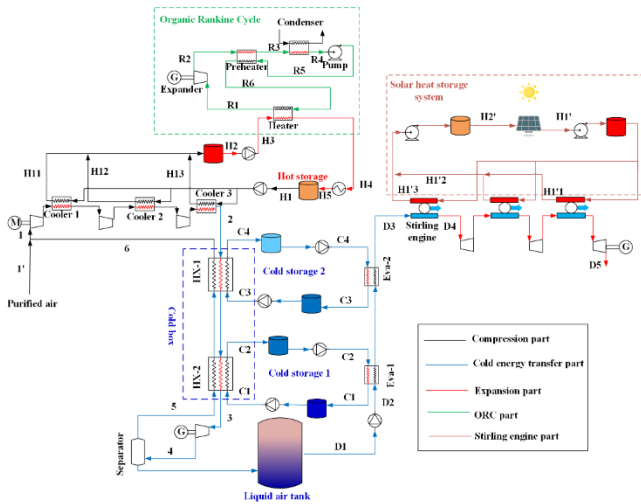 Organic Rankine Cycle
Condenser
R2
R3
R4
Preheater
Pump
R5
R6
G
Expander
R1
Heater
Solar heat storage
system
H2'
H1'
H11
H12
H13
H2
H3
Hot storage
Cooler 1
Cooler 2
Cooler 3
H1
H5
H4
M
1
2
6
1'
Purified air
H1'3
H1'2
H1'1
Stirling
engine
D3
D4
G
D5
HX-1
C4
Cold storage 2
C4
C3
C3
Eva-2
Cold box
HX-2
C2
C2
Cold storage 1
C1
C1
Eva-1
D2
5
3
G
4
Separator
D1
Liquid air tank
Compression part
Cold energy transfer part
Expansion part
ORC part
Stirling engine part